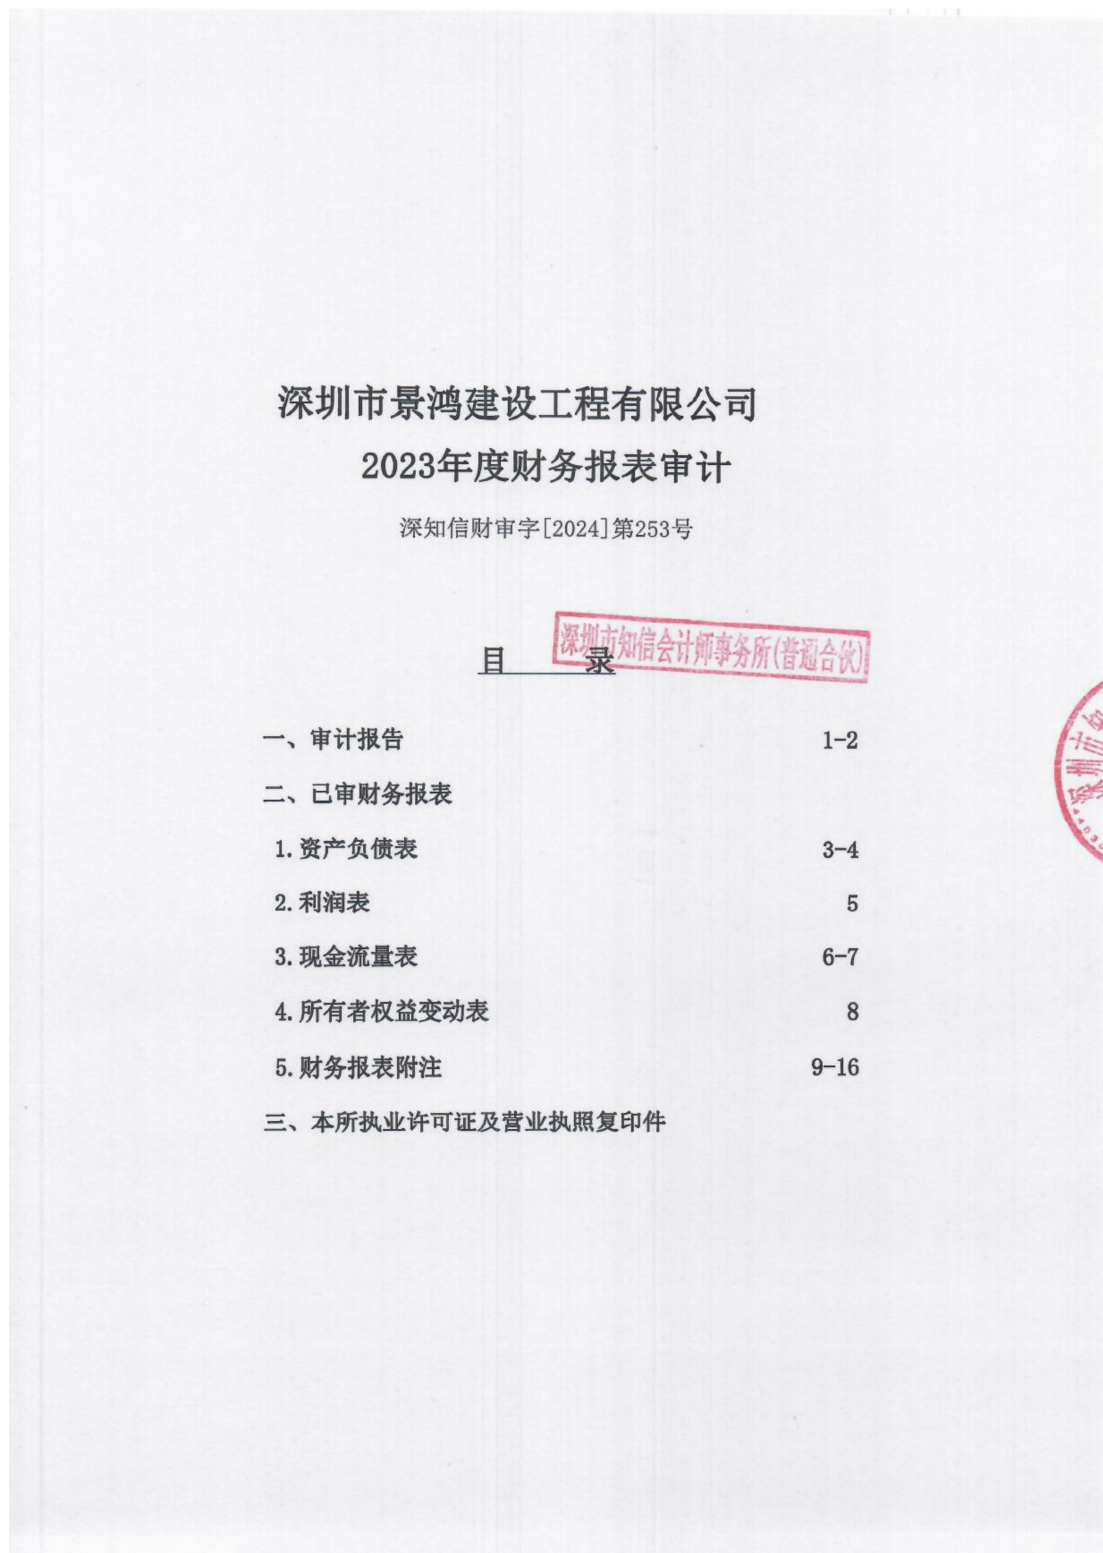 深圳市景鸿建设工程有限公司
2023年度财务报表审计
深知信财审字[2024]第253号
深圳市知信会计师事务所(普通合伙)
目 录
一、审计报告 1-2
二、已审财务报表
1.资产负债表 3-4
2.利润表 5
3.现金流量表 6-7
4.所有者权益变动表 8
5.财务报表附注 9-16
三、本所执业许可证及营业执照复印件
深圳市知
44030